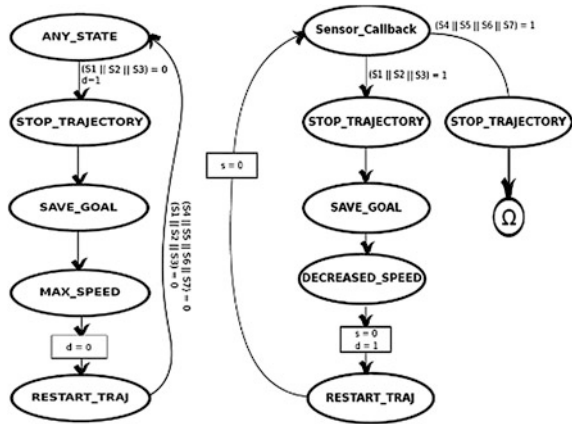 ANY_STATE
(S1 || S2 || S3) = 0
d=1
STOP_TRAJECTORY
SAVE_GOAL
MAX_SPEED
d = 0
RESTART_TRAJ
(S4 || S5 || S6 || S7) = 0
(S1 || S2 || S3) = 0
Sensor_Callback
(S4 || S5 || S6 || S7) = 1
(S1 || S2 || S3) = 1
STOP_TRAJECTORY
STOP_TRAJECTORY
s = 0
SAVE_GOAL
Ω
DECREASED_SPEED
s = 0
d = 1
RESTART_TRAJ